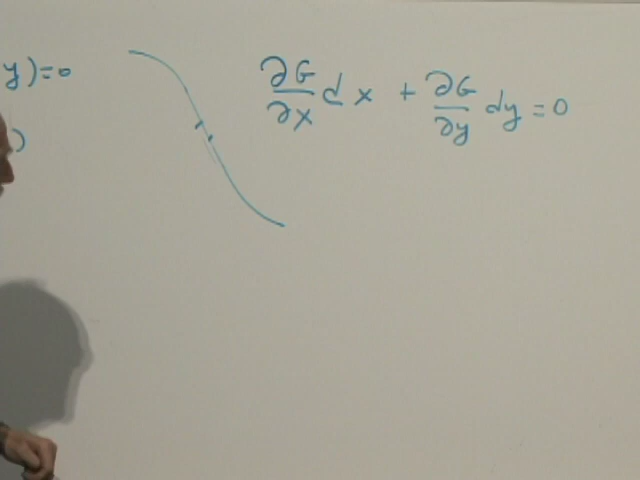 y)=0
∂G/∂x dx + ∂G/∂y dy = 0
)